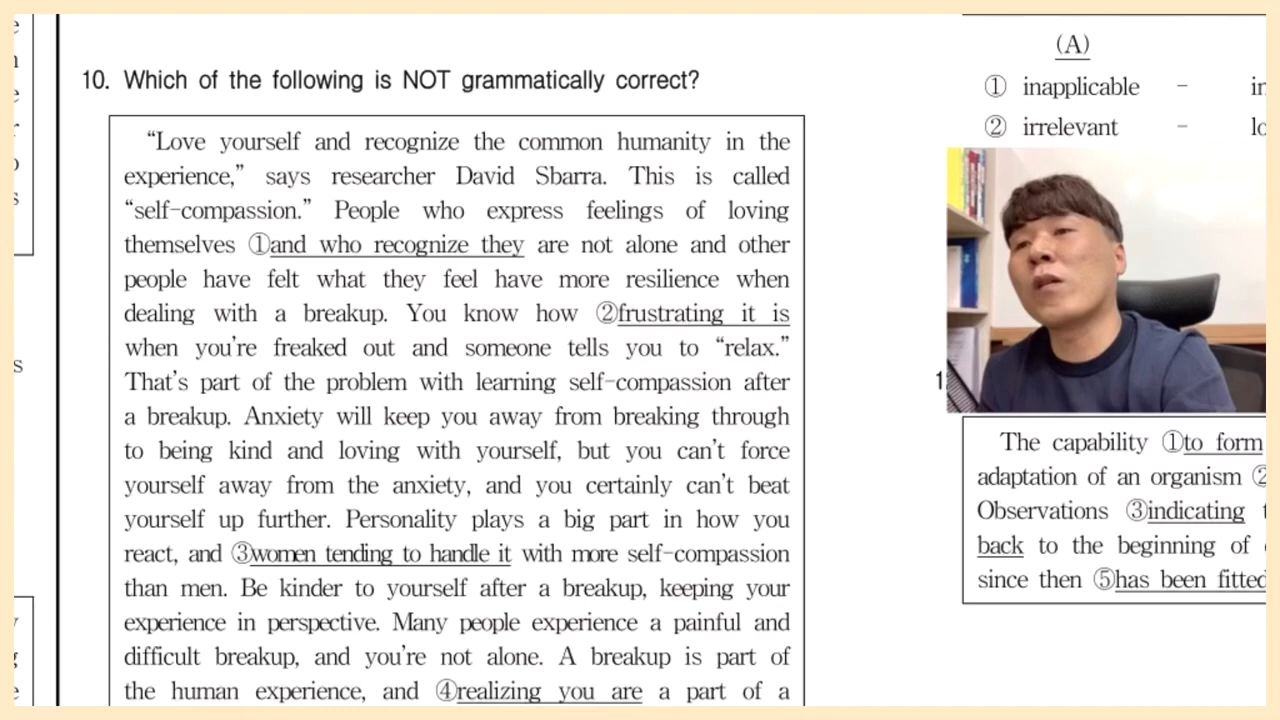 10. Which of the following is NOT grammatically correct?
“Love yourself and recognize the common humanity in the
experience,” says researcher David Sbarra. This is called
“self-compassion.” People who express feelings of loving
themselves ①and who recognize they are not alone and other
people have felt what they feel have more resilience when
dealing with a breakup. You know how ②frustrating it is
when you're freaked out and someone tells you to “relax.”
That's part of the problem with learning self-compassion after
a breakup. Anxiety will keep you away from breaking through
to being kind and loving with yourself, but you can't force
yourself away from the anxiety, and you certainly can't beat
yourself up further. Personality plays a big part in how you
react, and ③women tending to handle it with more self-compassion
than men. Be kinder to yourself after a breakup, keeping your
experience in perspective. Many people experience a painful and
difficult breakup, and you're not alone. A breakup is part of
the human experience, and ④realizing you are a part of a
(A)
① inapplicable -
② irrelevant -
The capability ①to form
adaptation of an organism
Observations ③indicating
back to the beginning of
since then ⑤has been fitted